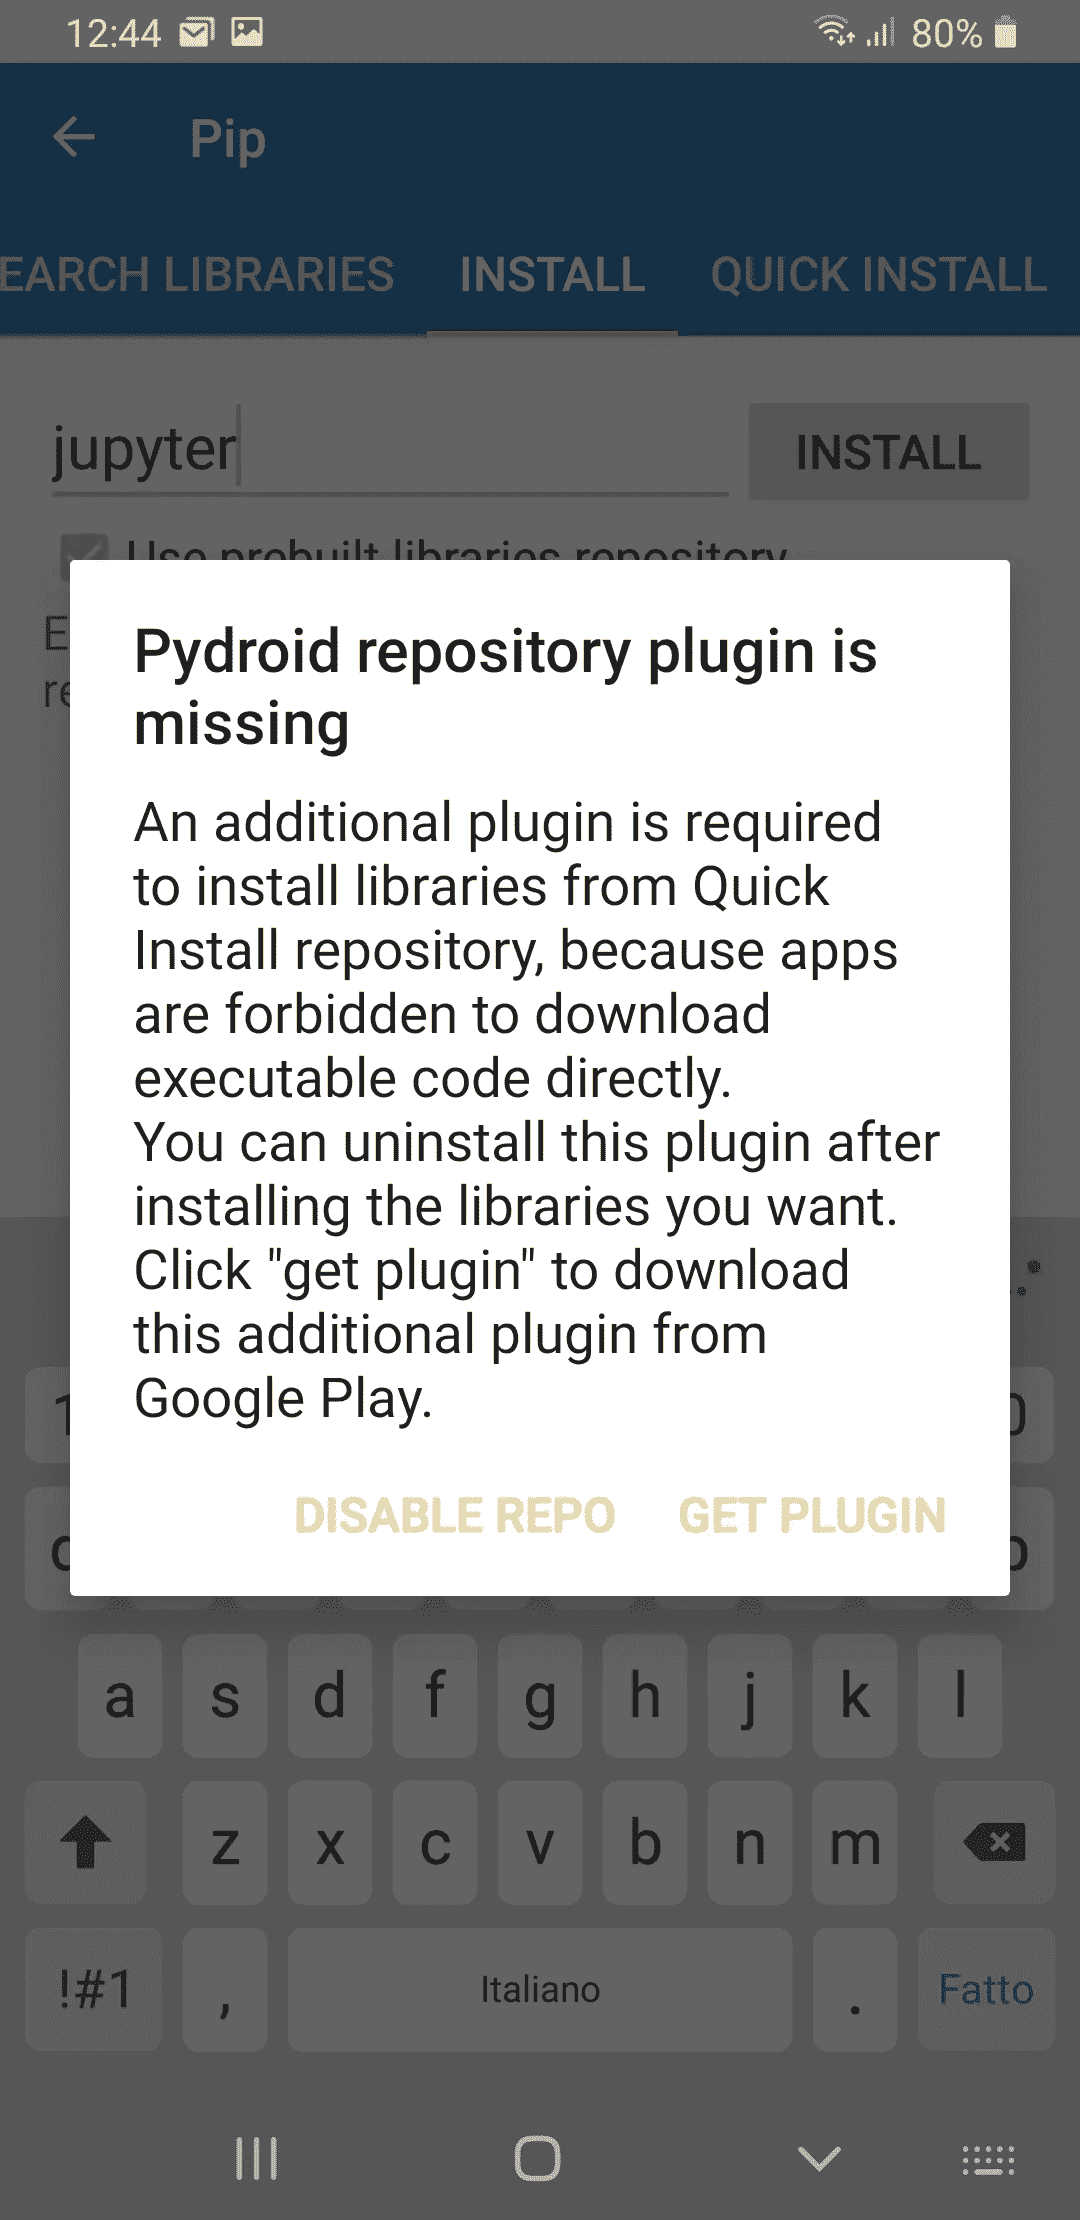 12:44
80%
Pip
EARCH LIBRARIES
INSTALL
QUICK INSTALL
jupyter
INSTALL
Use prebuilt libraries repository
Pydroid repository plugin is
missing
An additional plugin is required
to install libraries from Quick
Install repository, because apps
are forbidden to download
executable code directly.
You can uninstall this plugin after
installing the libraries you want.
Click "get plugin" to download
this additional plugin from
Google Play.
DISABLE REPO
GET PLUGIN
a s d f g h j k l
z x c v b n m
!#1 , Italiano . Fatto